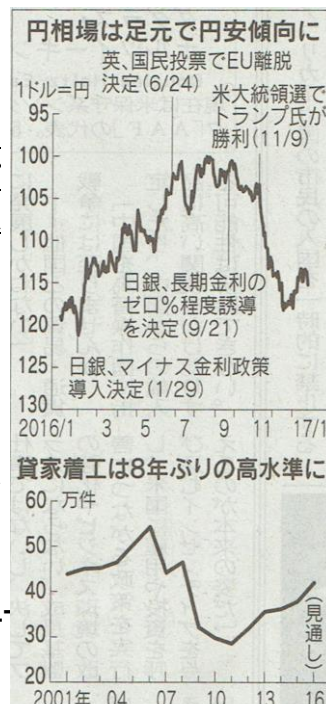 円相場は足元で円安傾向に
英、国民投票でEU離脱
決定(6/24)
1ドル=円
米大統領選で
トランプ氏が
勝利(11/9)
95
100
105
110
115
120
125
130
日銀、長期金利の
ゼロ%程度誘導
を決定(9/21)
日銀、マイナス金利政策
導入決定(1/29)
2016/1 3 5 7 9 11 17/1
貸家着工は8年ぶりの高水準に
万件
60
50
40
30
20
(見通し)
2001年 04 07 10 13 16